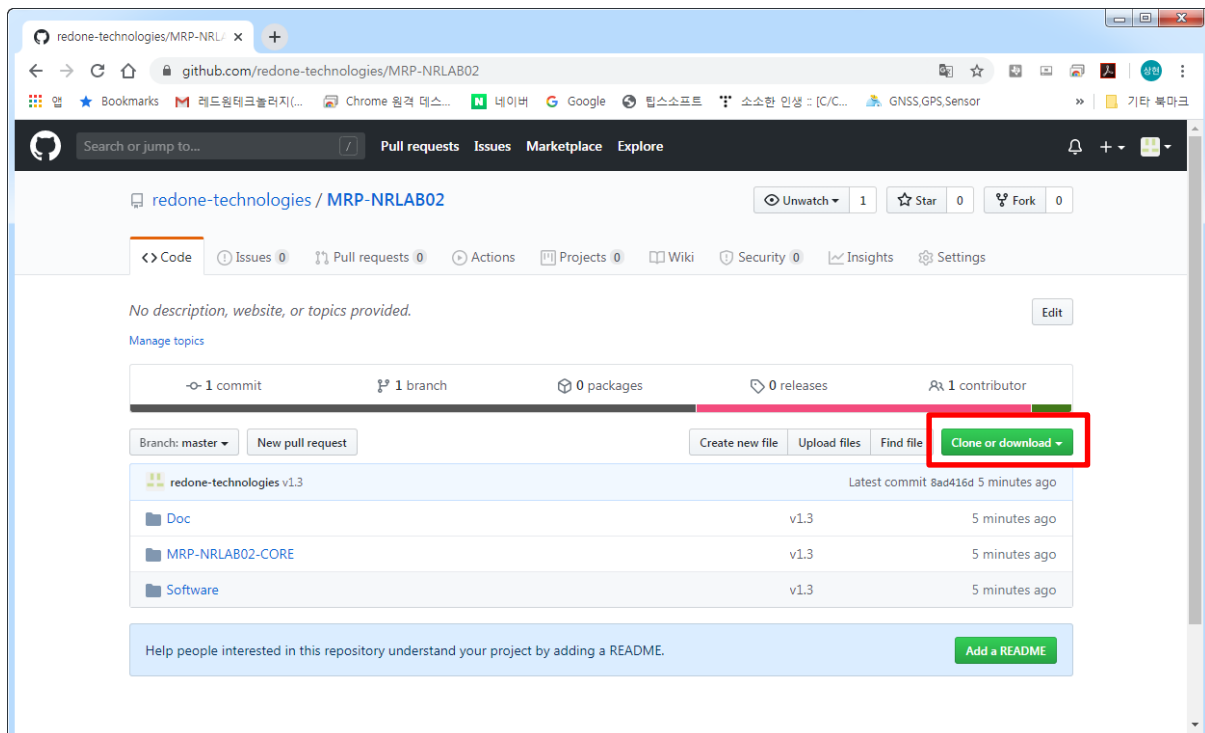 redone-technologies/MRP-NRLA
github.com/redone-technologies/MRP-NRLAB02
상현
앱 Bookmarks 레드원테크놀러지(... Chrome 원격 데스... 네이버 Google 팁스소프트 소소한 인생 :: [C/C... GNSS,GPS,Sensor » 기타 북마크
Search or jump to... / Pull requests Issues Marketplace Explore
redone-technologies / MRP-NRLAB02 Unwatch 1 Star 0 Fork 0
Code Issues 0 Pull requests 0 Actions Projects 0 Wiki Security 0 Insights Settings
No description, website, or topics provided. Edit
Manage topics
1 commit 1 branch 0 packages 0 releases 1 contributor
Branch: master New pull request Create new file Upload files Find file Clone or download
redone-technologies v1.3 Latest commit 8ad416d 5 minutes ago
Doc v1.3 5 minutes ago
MRP-NRLAB02-CORE v1.3 5 minutes ago
Software v1.3 5 minutes ago
Help people interested in this repository understand your project by adding a README. Add a README